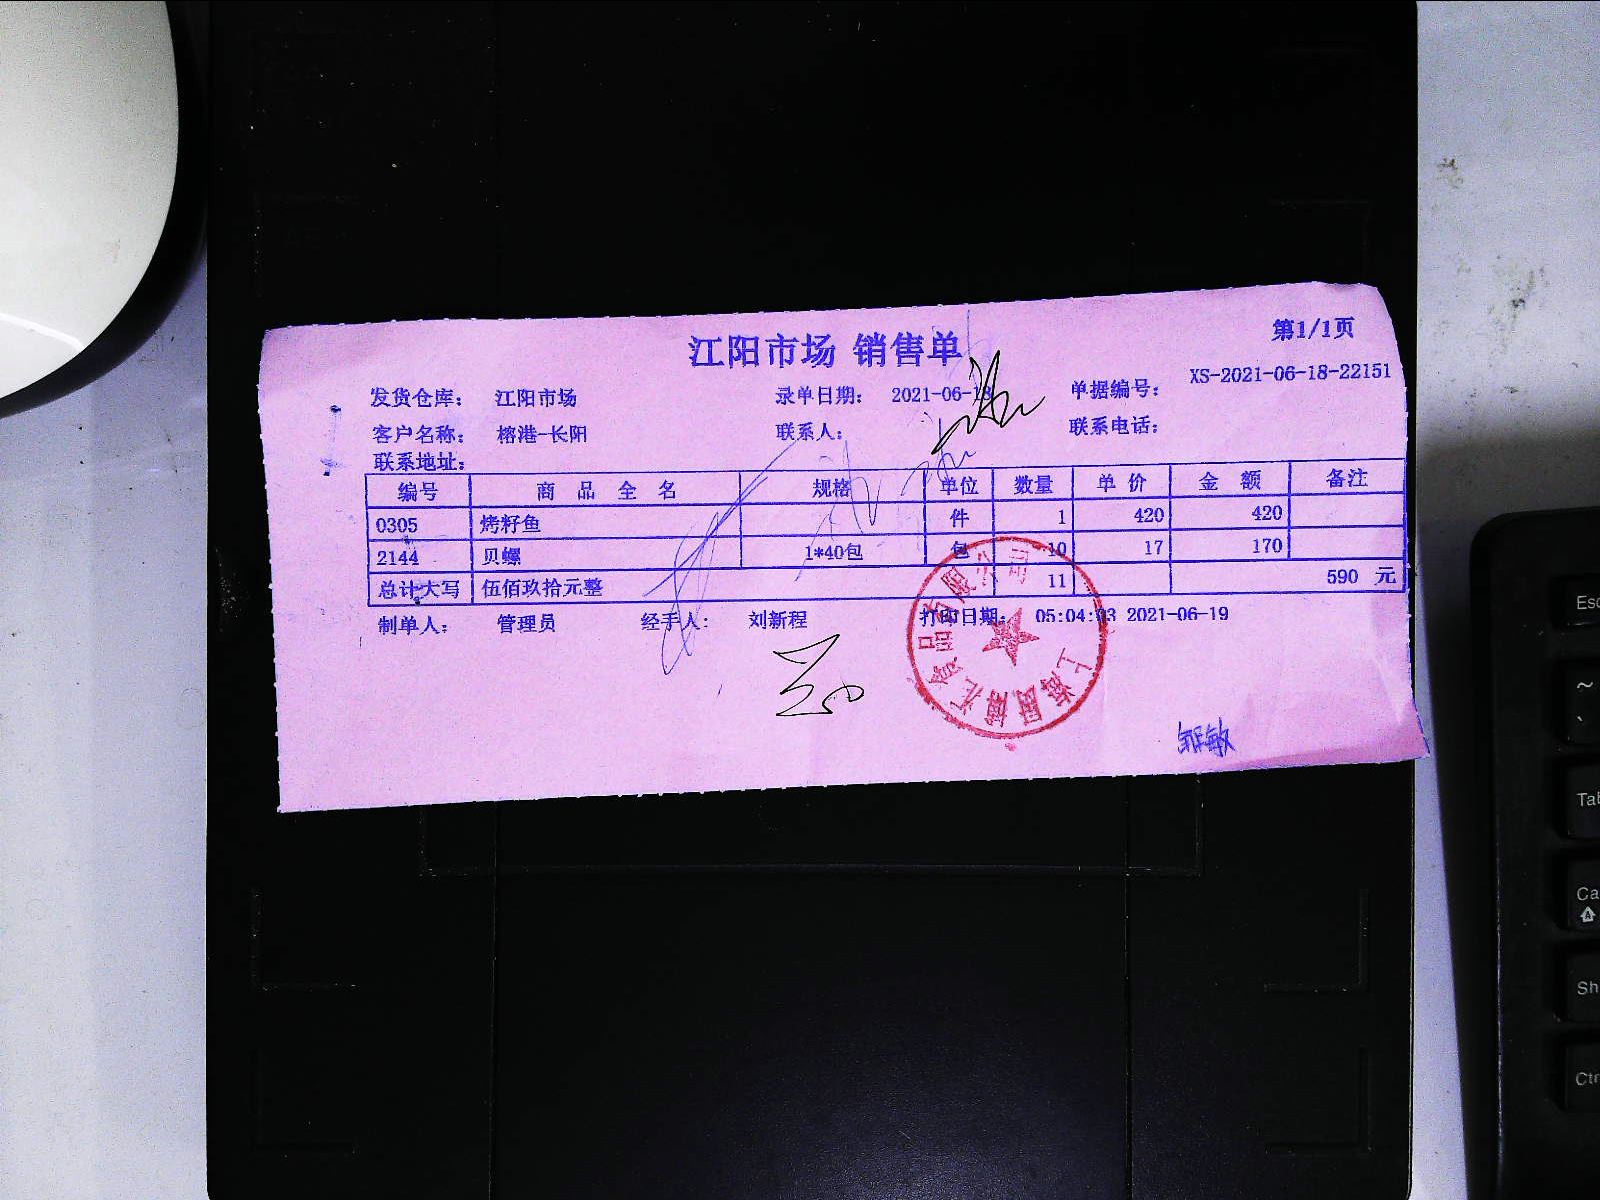 江阳市场 销售单
第1/1页
发货仓库: 江阳市场 录单日期: 2021-06-18 单据编号: XS-2021-06-18-22151
客户名称: 榕港-长阳 联系人: 联系电话:
联系地址:
编号 商品全名 规格 单位 数量 单价 金额 备注
0305 烤籽鱼 件 1 420 420
2144 贝螺 1*40包 包 10 17 170
总计大写 伍佰玖拾元整 11 590 元
制单人: 管理员 经手人: 刘新程 打印日期: 05:04:03 2021-06-19
邹敏
Esc
~
Tab
Ca
Sh
Ctr